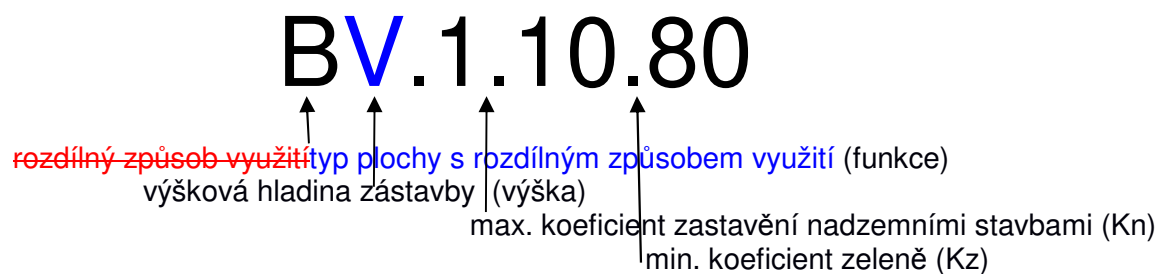 BV.1.10.80
rozdílný způsob využitítyp plochy s rozdílným způsobem využití (funkce)
výšková hladina zástavby (výška)
max. koeficient zastavění nadzemními stavbami (Kn)
min. koeficient zeleně (Kz)